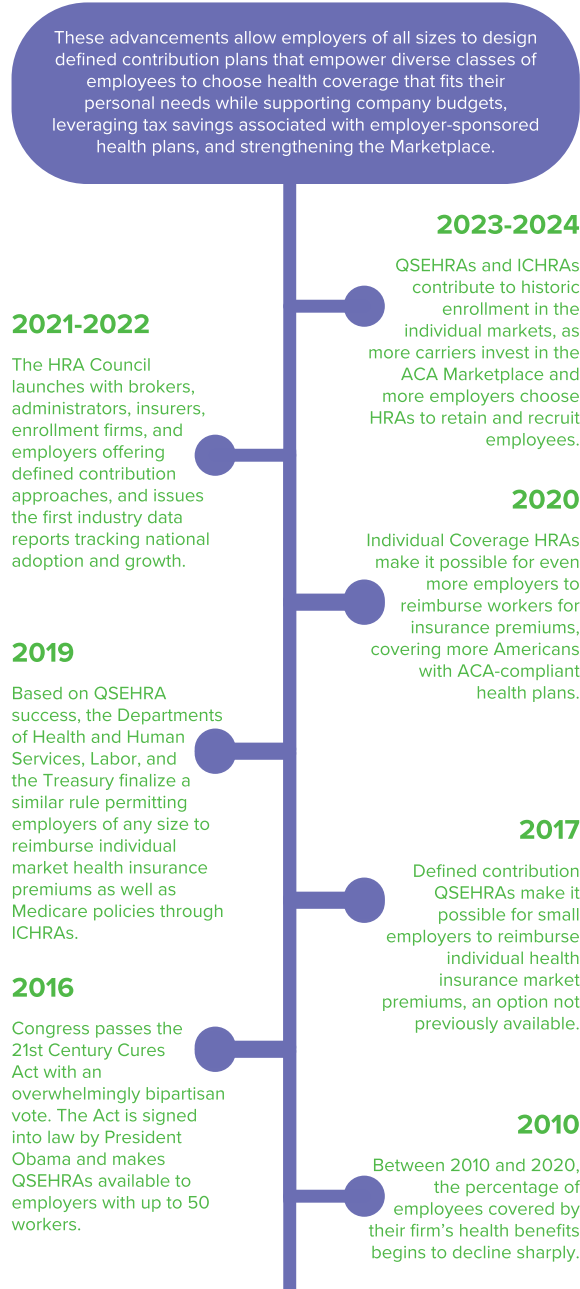 These advancements allow employers of all sizes to design
defined contribution plans that empower diverse classes of
employees to choose health coverage that fits their
personal needs while supporting company budgets,
leveraging tax savings associated with employer-sponsored
health plans, and strengthening the Marketplace.
2023-2024
QSEHRAs and ICHRAs
contribute to historic
enrollment in the
individual markets, as
more carriers invest in the
ACA Marketplace and
more employers choose
HRAs to retain and recruit
employees.
2021-2022
The HRA Council
launches with brokers,
administrators, insurers,
enrollment firms, and
employers offering
defined contribution
approaches, and issues
the first industry data
reports tracking national
adoption and growth.
2020
Individual Coverage HRAs
make it possible for even
more employers to
reimburse workers for
insurance premiums,
covering more Americans
with ACA-compliant
health plans.
2019
Based on QSEHRA
success, the Departments
of Health and Human
Services, Labor, and
the Treasury finalize a
similar rule permitting
employers of any size to
reimburse individual
market health insurance
premiums as well as
Medicare policies through
ICHRAs.
2017
Defined contribution
QSEHRAs make it
possible for small
employers to reimburse
individual health
insurance market
premiums, an option not
previously available.
2016
Congress passes the
21st Century Cures
Act with an
overwhelmingly bipartisan
vote. The Act is signed
into law by President
Obama and makes
QSEHRAs available to
employers with up to 50
workers.
2010
Between 2010 and 2020,
the percentage of
employees covered by
their firm's health benefits
begins to decline sharply.